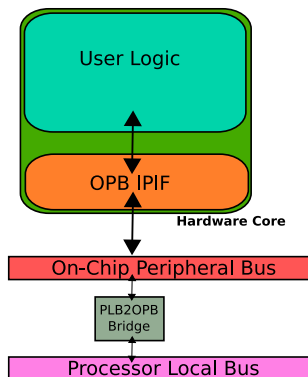 User Logic
OPB IPIF
Hardware Core
On-Chip Peripheral Bus
PLB2OPB
Bridge
Processor Local Bus